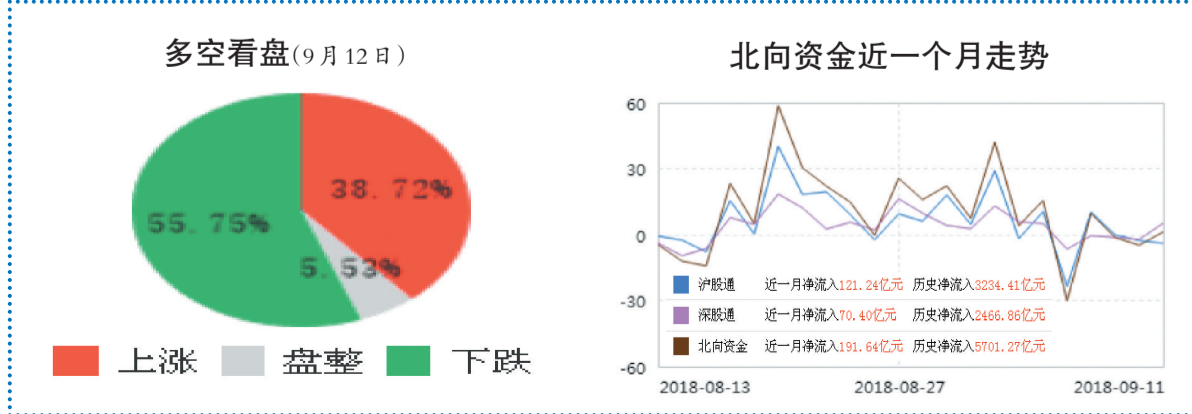 多空看盘(9月12日)
38.72%
55.75%
5.53%
上涨 盘整 下跌
北向资金近一个月走势
60
30
0
-30
-60
沪股通 近一月净流入121.24亿元 历史净流入3234.41亿元
深股通 近一月净流入70.40亿元 历史净流入2466.86亿元
北向资金 近一月净流入191.64亿元 历史净流入5701.27亿元
2018-08-13 2018-08-27 2018-09-11